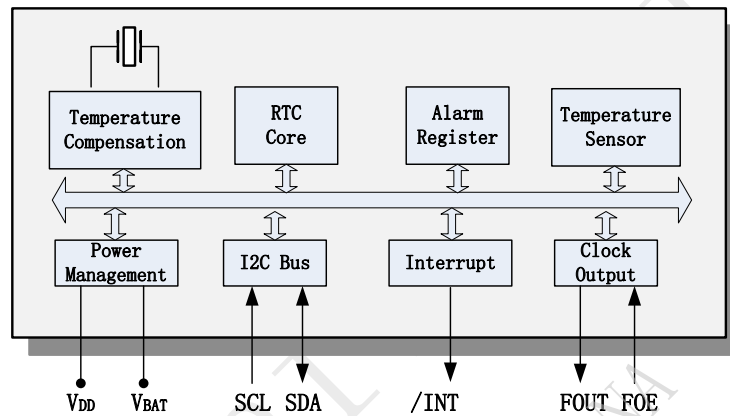 Temperature
Compensation
RTC
Core
Alarm
Register
Temperature
Sensor
Power
Management
I2C Bus
Interrupt
Clock
Output
VDD
VBAT
SCL
SDA
/INT
FOUT
FOE